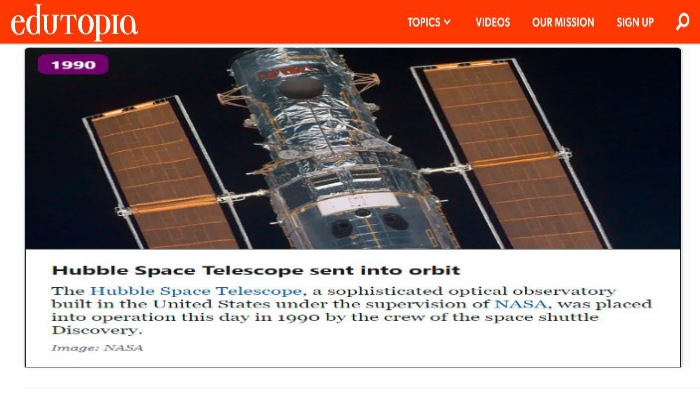 edutopia
TOPICS VIDEOS OUR MISSION SIGN UP
1990
Hubble Space Telescope sent into orbit
The Hubble Space Telescope, a sophisticated optical observatory
built in the United States under the supervision of NASA, was placed
into operation this day in 1990 by the crew of the space shuttle
Discovery.
Image: NASA